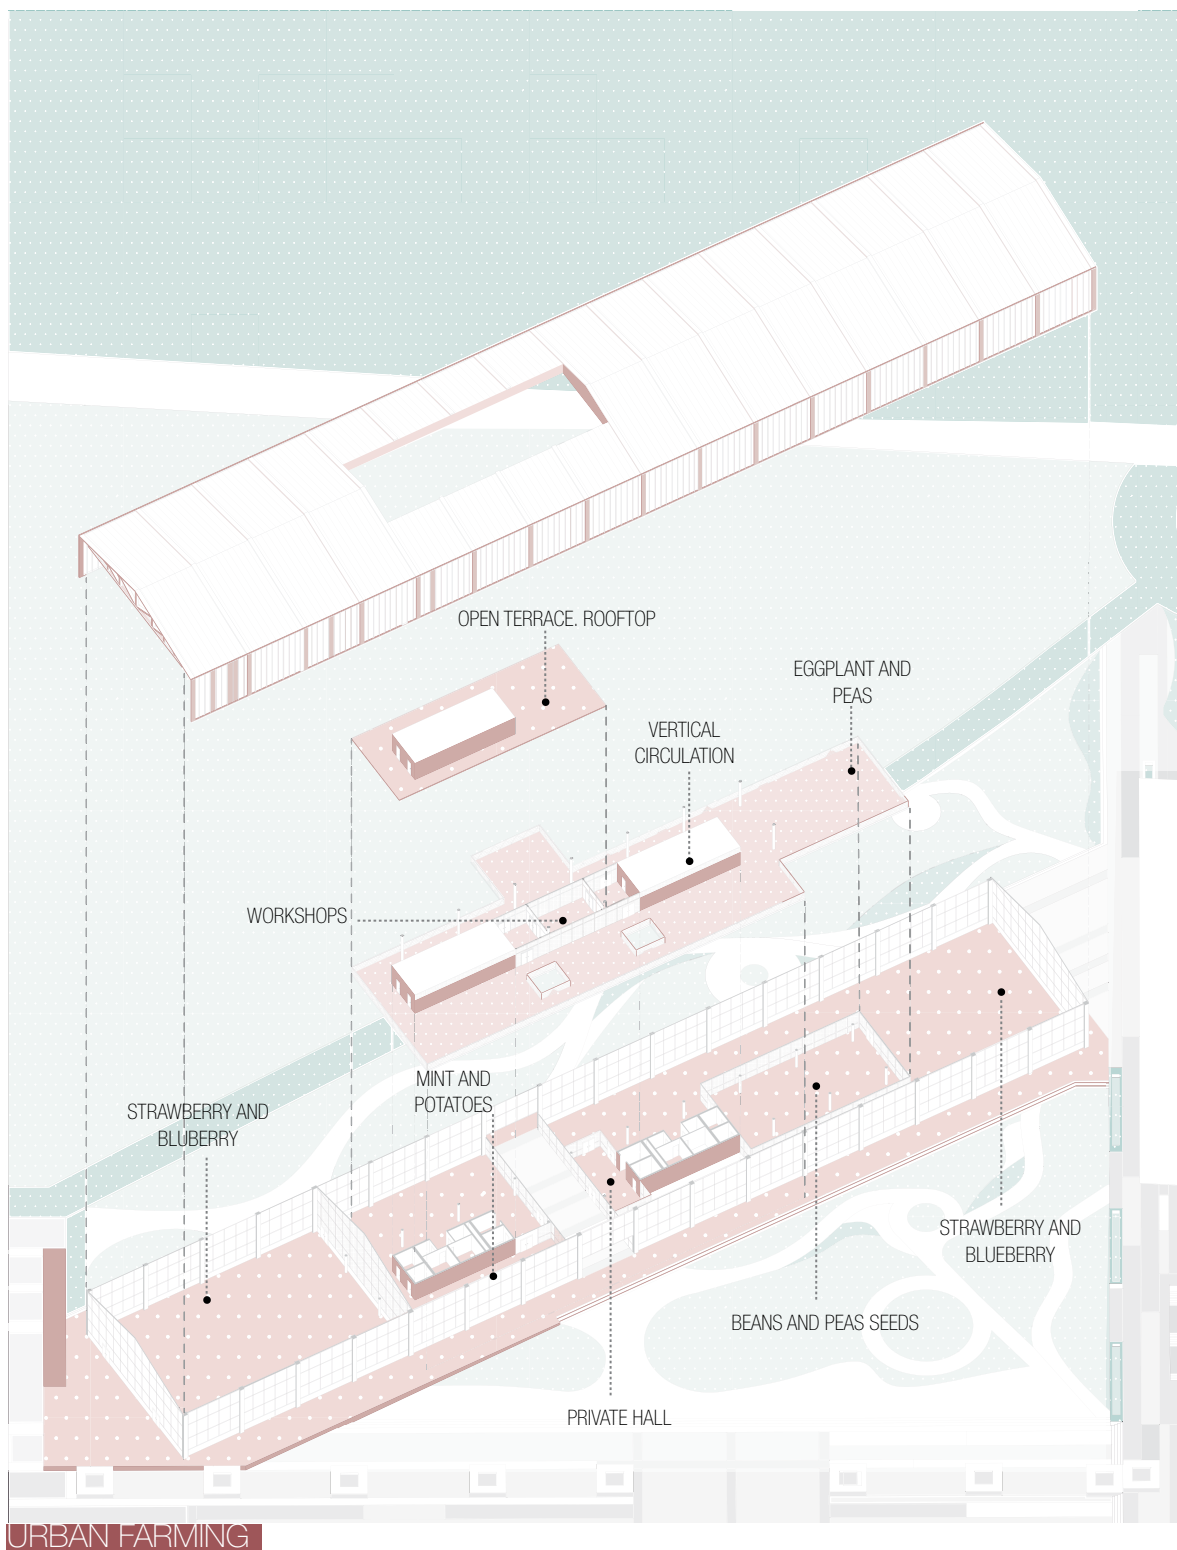 OPEN TERRACE. ROOFTOP
EGGPLANT AND
PEAS
VERTICAL
CIRCULATION
WORKSHOPS
MINT AND
POTATOES
STRAWBERRY AND
BLUBERRY
STRAWBERRY AND
BLUEBERRY
BEANS AND PEAS SEEDS
PRIVATE HALL
URBAN FARMING